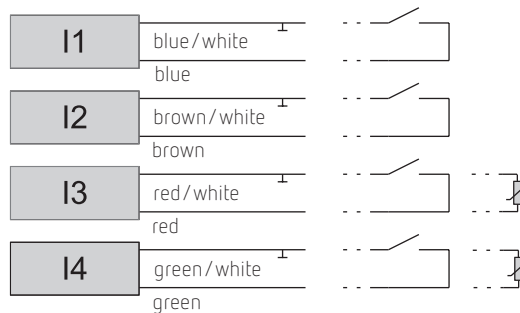 I1
blue/white
blue
I2
brown/white
brown
I3
red/white
red
I4
green/white
green